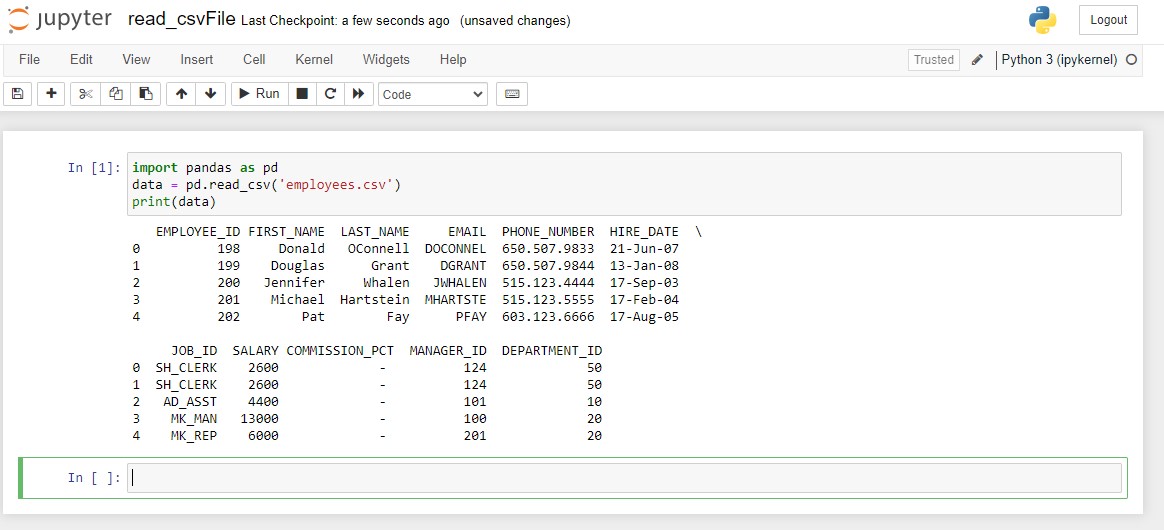 jupyter read_csvFile Last Checkpoint: a few seconds ago (unsaved changes) Logout
File Edit View Insert Cell Kernel Widgets Help Trusted Python 3 (ipykernel)
Run Code
In [1]: import pandas as pd
data = pd.read_csv('employees.csv')
print(data)
EMPLOYEE_ID FIRST_NAME LAST_NAME EMAIL PHONE_NUMBER HIRE_DATE \
0 198 Donald OConnell DOCONNEL 650.507.9833 21-Jun-07
1 199 Douglas Grant DGRANT 650.507.9844 13-Jan-08
2 200 Jennifer Whalen JWHALEN 515.123.4444 17-Sep-03
3 201 Michael Hartstein MHARTSTE 515.123.5555 17-Feb-04
4 202 Pat Fay PFAY 603.123.6666 17-Aug-05
JOB_ID SALARY COMMISSION_PCT MANAGER_ID DEPARTMENT_ID
0 SH_CLERK 2600 - 124 50
1 SH_CLERK 2600 - 124 50
2 AD_ASST 4400 - 101 10
3 MK_MAN 13000 - 100 20
4 MK_REP 6000 - 201 20
In [ ]: